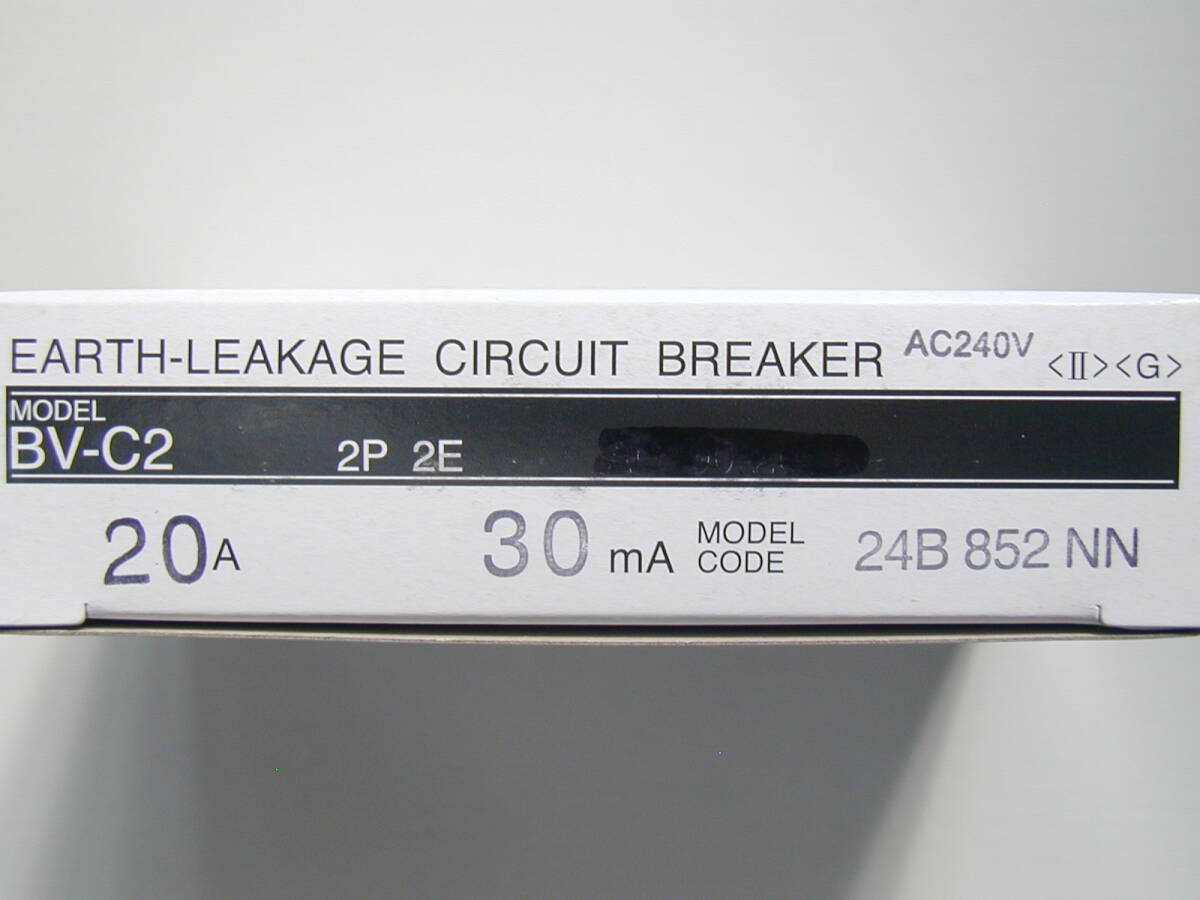 EARTH-LEAKAGE CIRCUIT BREAKER AC240V <Ⅱ><G>
MODEL
BV-C2 2P 2E
20A 30 mA MODEL CODE 24B 852 NN